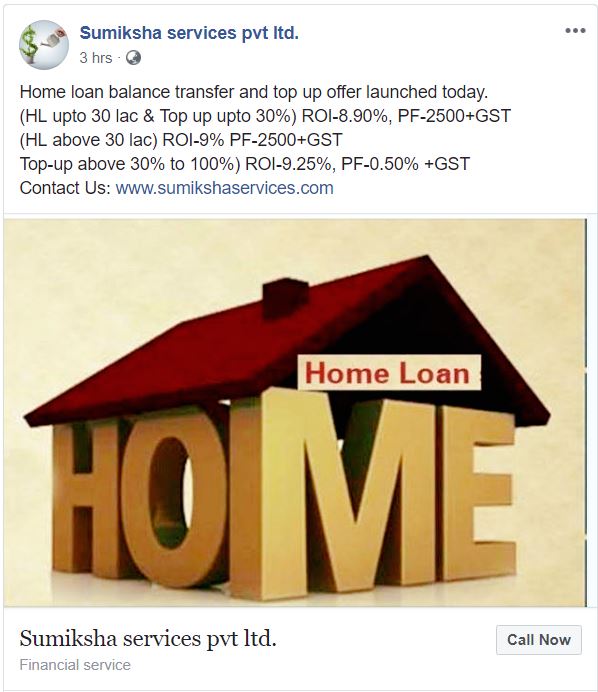 Sumiksha services pvt ltd.
3 hrs ·
Home loan balance transfer and top up offer launched today.
(HL upto 30 lac & Top up upto 30%) ROI-8.90%, PF-2500+GST
(HL above 30 lac) ROI-9% PF-2500+GST
Top-up above 30% to 100%) ROI-9.25%, PF-0.50% +GST
Contact Us: www.sumikshaservices.com
Home Loan
HOME
Sumiksha services pvt ltd.
Call Now
Financial service